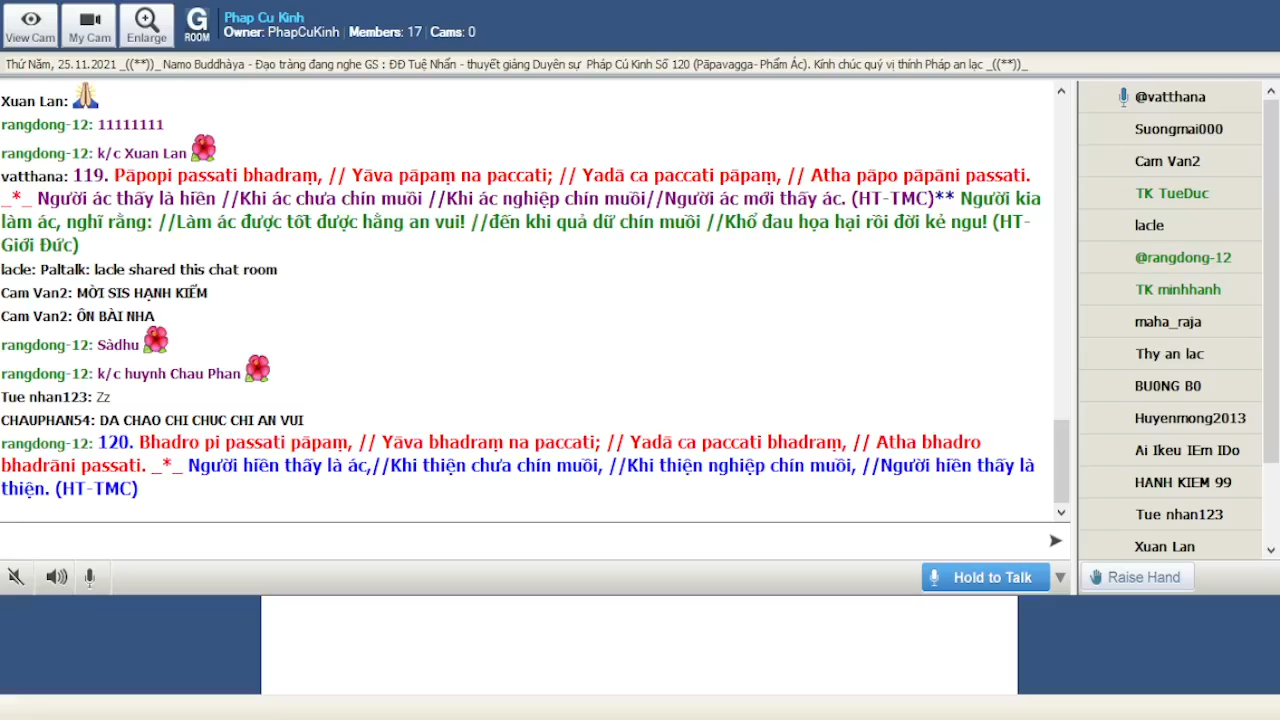 View Cam
My Cam
Enlarge
G
ROOM
Phap Cu Kinh
Owner: PhapCuKinh | Members: 17 | Cams: 0
Thứ Năm, 25.11.2021 _((**))_ Namo Buddhàya - Đạo tràng đang nghe GS : ĐĐ Tuệ Nhẫn - thuyết giảng Duyên sự Pháp Cú Kinh Số 120 (Pāpavagga- Phẩm Ác). Kính chúc quý vị thính Pháp an lạc _((**))_
Xuan Lan:
rangdong-12: 11111111
rangdong-12: k/c Xuan Lan
vatthana: 119. Pāpopi passati bhadraṃ, // Yāva pāpaṃ na paccati; // Yadā ca paccati pāpaṃ, // Atha pāpo pāpāni passati.
_*_ Người ác thấy là hiền //Khi ác chưa chín muồi //Khi ác nghiệp chín muồi//Người ác mới thấy ác. (HT-TMC)** Người kia
làm ác, nghĩ rằng: //Làm ác được tốt được hằng an vui! //đến khi quả dữ chín muồi //Khổ đau họa hại rồi đời kẻ ngu! (HT-
Giới Đức)
lacle: Paltalk: lacle shared this chat room
Cam Van2: MỜI SIS HẠNH KIỂM
Cam Van2: ÔN BÀI NHA
rangdong-12: Sàdhu
rangdong-12: k/c huynh Chau Phan
Tue nhan123: Zz
CHAUPHAN54: DA CHAO CHI CHUC CHI AN VUI
rangdong-12: 120. Bhadro pi passati pāpaṃ, // Yāva bhadraṃ na paccati; // Yadā ca paccati bhadraṃ, // Atha bhadro
bhadrāni passati. _*_ Người hiền thấy là ác,//Khi thiện chưa chín muồi, //Khi thiện nghiệp chín muồi, //Người hiền thấy là
thiện. (HT-TMC)
@vatthana
Suongmai000
Cam Van2
TK TueDuc
lacle
@rangdong-12
TK minhhanh
maha_raja
Thy an lac
BU0NG B0
Huyenmong2013
Ai Ikeu IEm IDo
HANH KIEM 99
Tue nhan123
Xuan Lan
Hold to Talk
Raise Hand